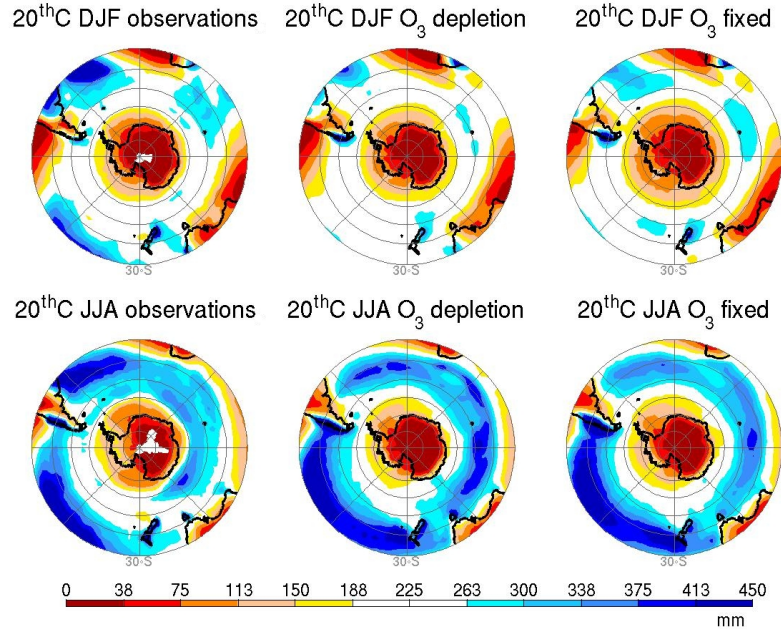 20thC DJF observations 20thC DJF O3 depletion 20thC DJF O3 fixed
30°S 30°S 30°S
20thC JJA observations 20thC JJA O3 depletion 20thC JJA O3 fixed
30°S 30°S 30°S
0 38 75 113 150 188 225 263 300 338 375 413 450
mm